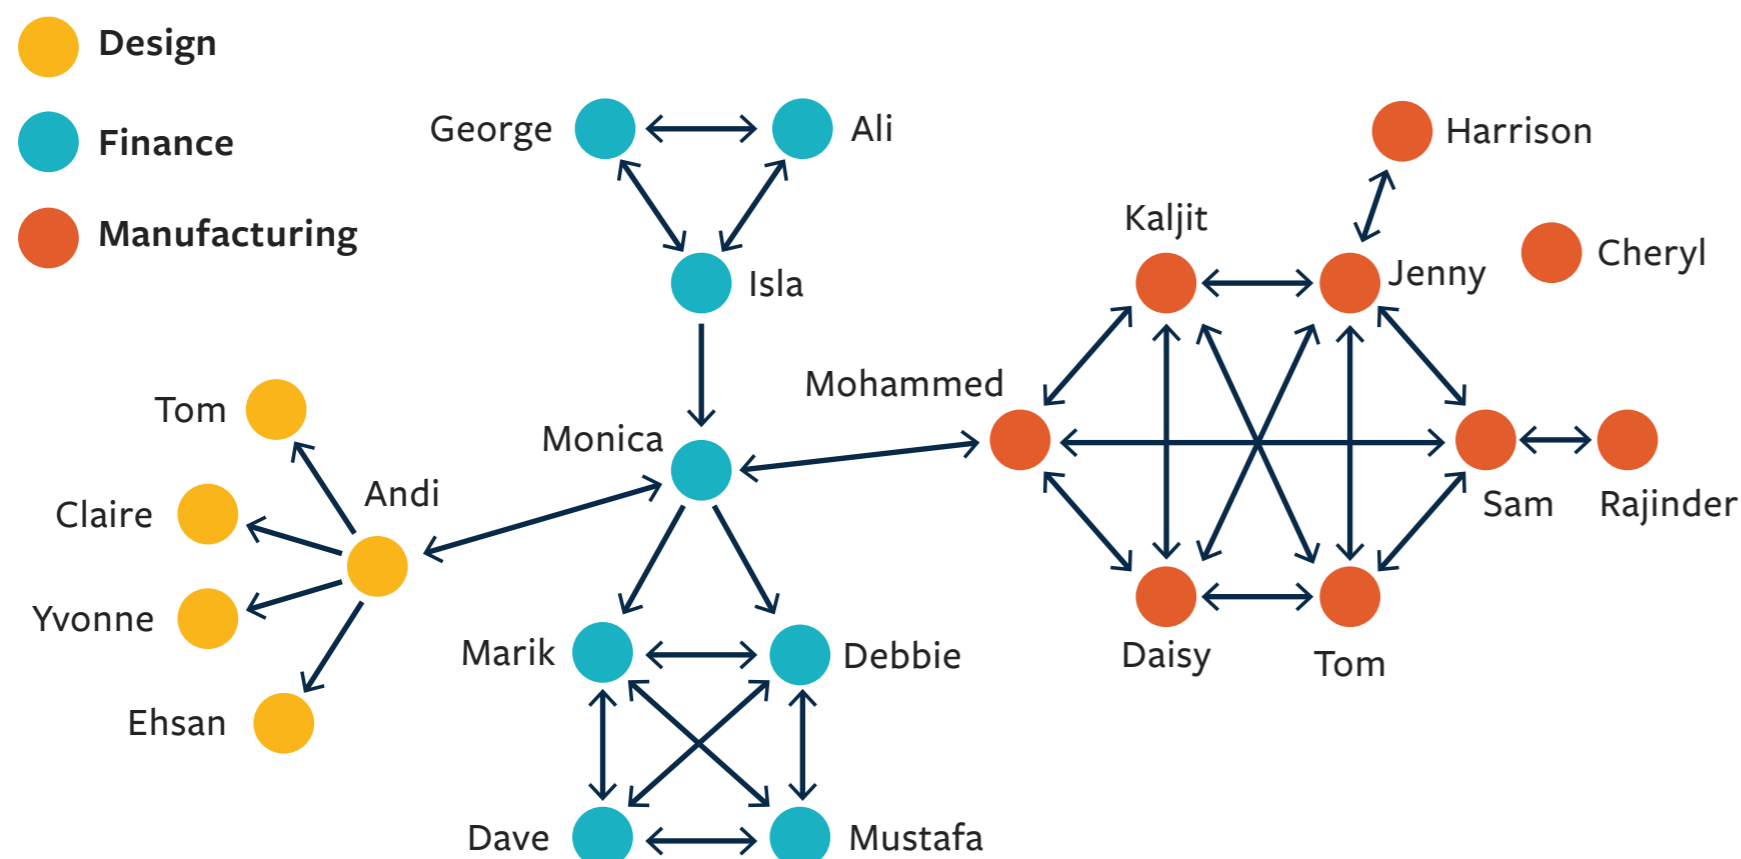 Design
Finance
Manufacturing
George
Ali
Harrison
Kaljit
Cheryl
Jenny
Isla
Mohammed
Tom
Monica
Andi
Claire
Sam
Rajinder
Yvonne
Marik
Debbie
Daisy
Tom
Ehsan
Dave
Mustafa